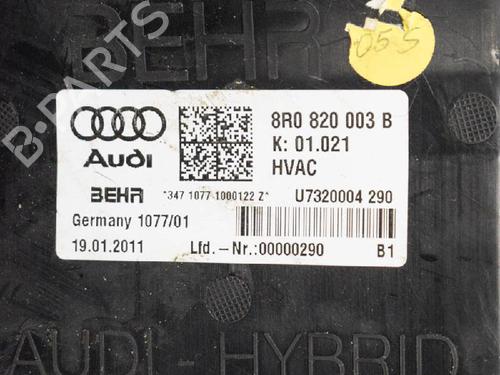 BEHR
05S
Audi
8R0 820 003 B
K: 01.021
HVAC
BEHR *347 1077 1000122 Z* U7320004 290
Germany 1077/01
19.01.2011 Lfd.-Nr.:00000290 B1
AUDI - HYBRID
B-PARTS